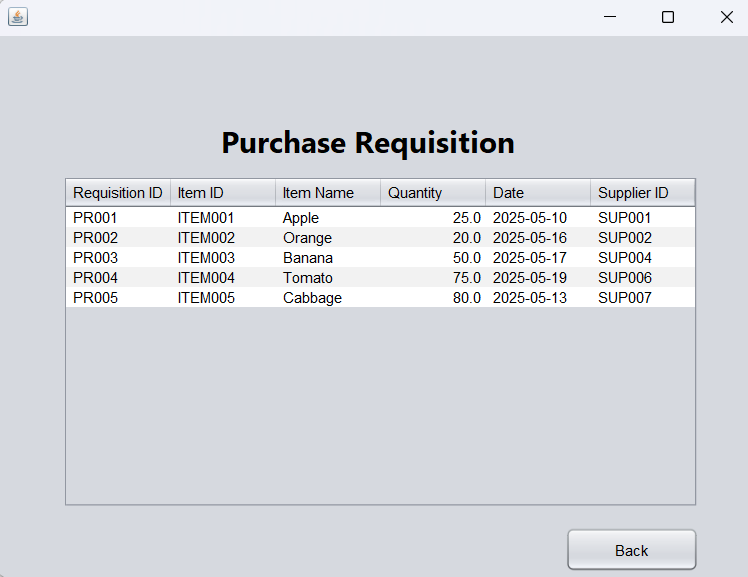 Purchase Requisition
Requisition ID Item ID Item Name Quantity Date Supplier ID
PR001 ITEM001 Apple 25.0 2025-05-10 SUP001
PR002 ITEM002 Orange 20.0 2025-05-16 SUP002
PR003 ITEM003 Banana 50.0 2025-05-17 SUP004
PR004 ITEM004 Tomato 75.0 2025-05-19 SUP006
PR005 ITEM005 Cabbage 80.0 2025-05-13 SUP007
Back